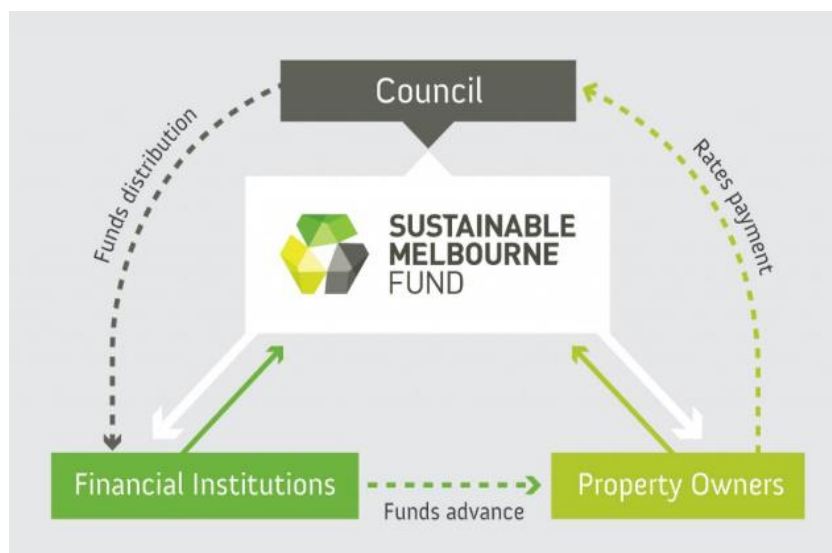 Council
Funds distribution
Rates payment
SUSTAINABLE
MELBOURNE
FUND
Financial Institutions
Funds advance
Property Owners